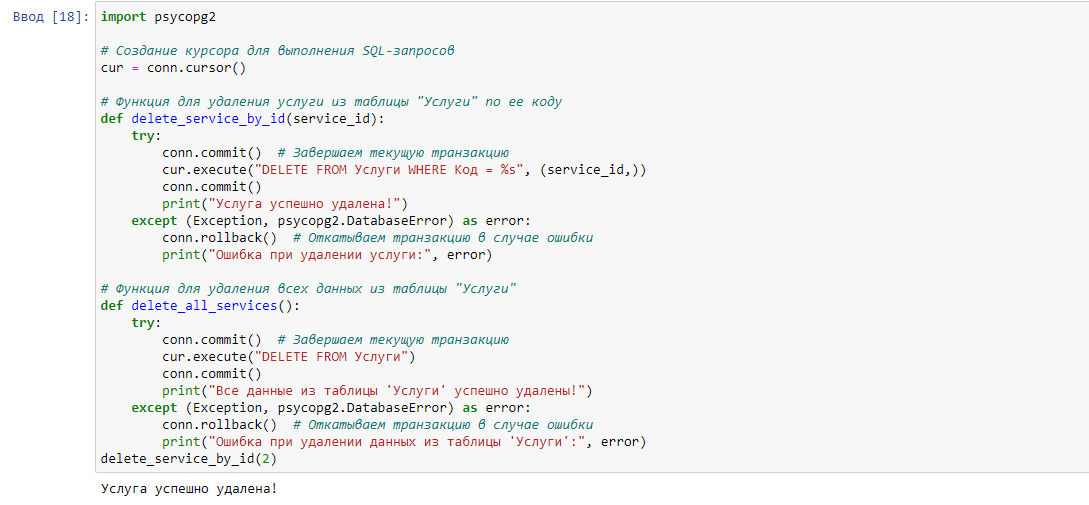 Ввод [18]: import psycopg2
# Создание курсора для выполнения SQL-запросов
cur = conn.cursor()
# Функция для удаления услуги из таблицы "Услуги" по ее коду
def delete_service_by_id(service_id):
    try:
        conn.commit()  # Завершаем текущую транзакцию
        cur.execute("DELETE FROM Услуги WHERE Код = %s", (service_id,))
        conn.commit()
        print("Услуга успешно удалена!")
    except (Exception, psycopg2.DatabaseError) as error:
        conn.rollback()  # Откатываем транзакцию в случае ошибки
        print("Ошибка при удалении услуги:", error)
# Функция для удаления всех данных из таблицы "Услуги"
def delete_all_services():
    try:
        conn.commit()  # Завершаем текущую транзакцию
        cur.execute("DELETE FROM Услуги")
        conn.commit()
        print("Все данные из таблицы 'Услуги' успешно удалены!")
    except (Exception, psycopg2.DatabaseError) as error:
        conn.rollback()  # Откатываем транзакцию в случае ошибки
        print("Ошибка при удалении данных из таблицы 'Услуги':", error)
delete_service_by_id(2)
Услуга успешно удалена!